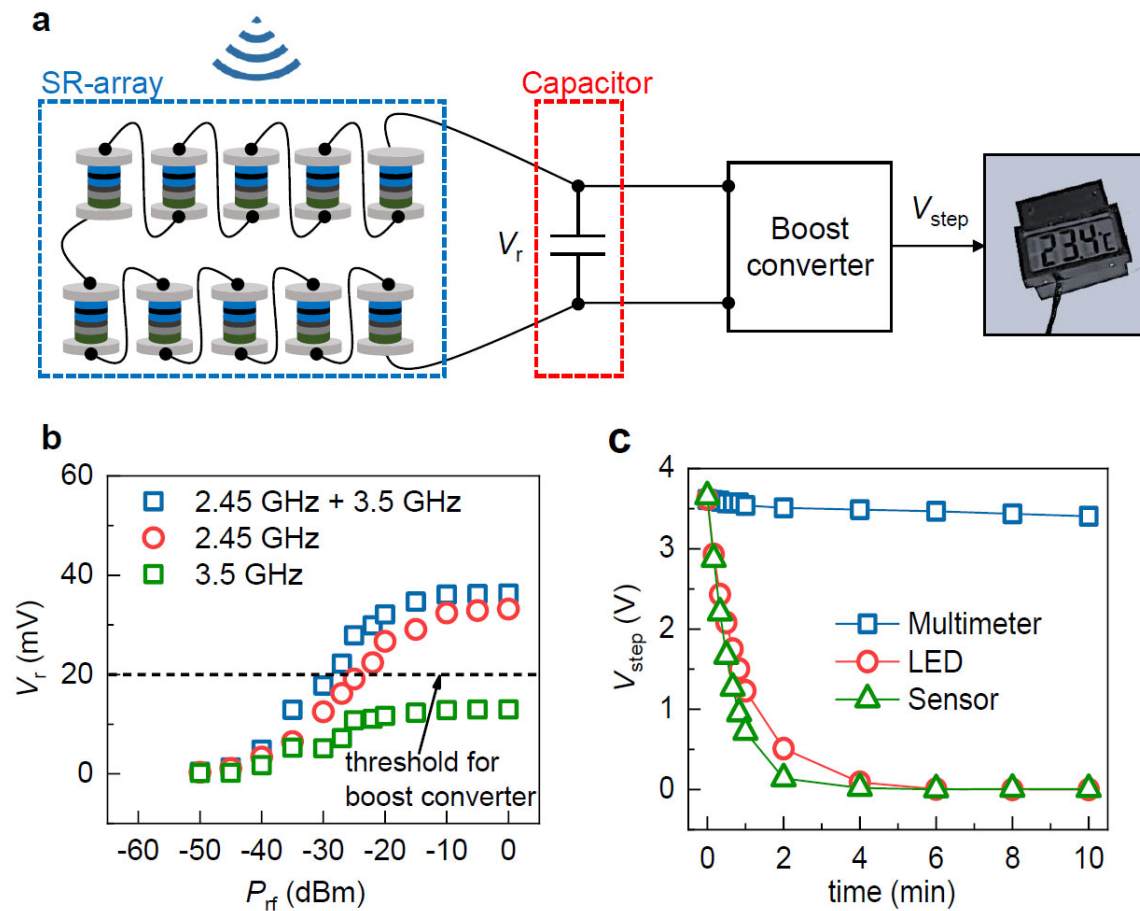 a
SR-array
Capacitor
V_r
Boost
converter
V_step
23.4°C
b
60
40
20
0
V_r (mV)
2.45 GHz + 3.5 GHz
2.45 GHz
3.5 GHz
threshold for
boost converter
-60 -50 -40 -30 -20 -10 0
P_rf (dBm)
c
4
3
2
1
0
V_step (V)
Multimeter
LED
Sensor
0 2 4 6 8 10
time (min)